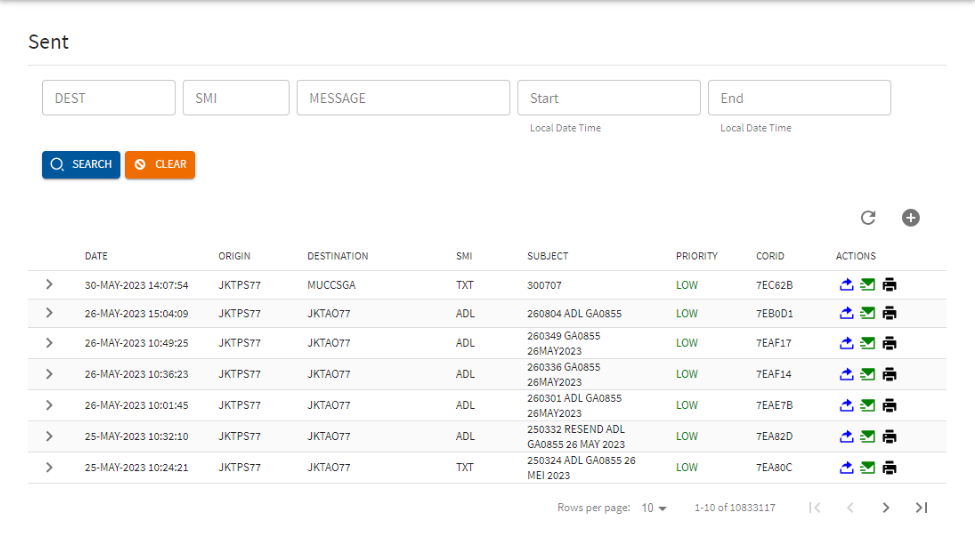 Sent
DEST SMI MESSAGE Start End
Local Date Time Local Date Time
SEARCH CLEAR
DATE ORIGIN DESTINATION SMI SUBJECT PRIORITY CORID ACTIONS
30-MAY-2023 14:07:54 JKTPS77 MUCCSGA TXT 300707 LOW 7EC62B
26-MAY-2023 15:04:09 JKTPS77 JKTAO77 ADL 260804 ADL GA0855 LOW 7EB0D1
26-MAY-2023 10:49:25 JKTPS77 JKTAO77 ADL 260349 GA0855 LOW 7EAF17
26MAY2023
26-MAY-2023 10:36:23 JKTPS77 JKTAO77 ADL 260336 GA0855 LOW 7EAF14
26MAY2023
26-MAY-2023 10:01:45 JKTPS77 JKTAO77 ADL 260301 ADL GA0855 LOW 7EAE7B
26MAY2023
25-MAY-2023 10:32:10 JKTPS77 JKTAO77 ADL 250332 RESEND ADL LOW 7EA82D
GA0855 26 MAY 2023
25-MAY-2023 10:24:21 JKTPS77 JKTAO77 TXT 250324 ADL GA0855 26 LOW 7EA80C
MEI 2023
Rows per page: 10 1-10 of 10833117